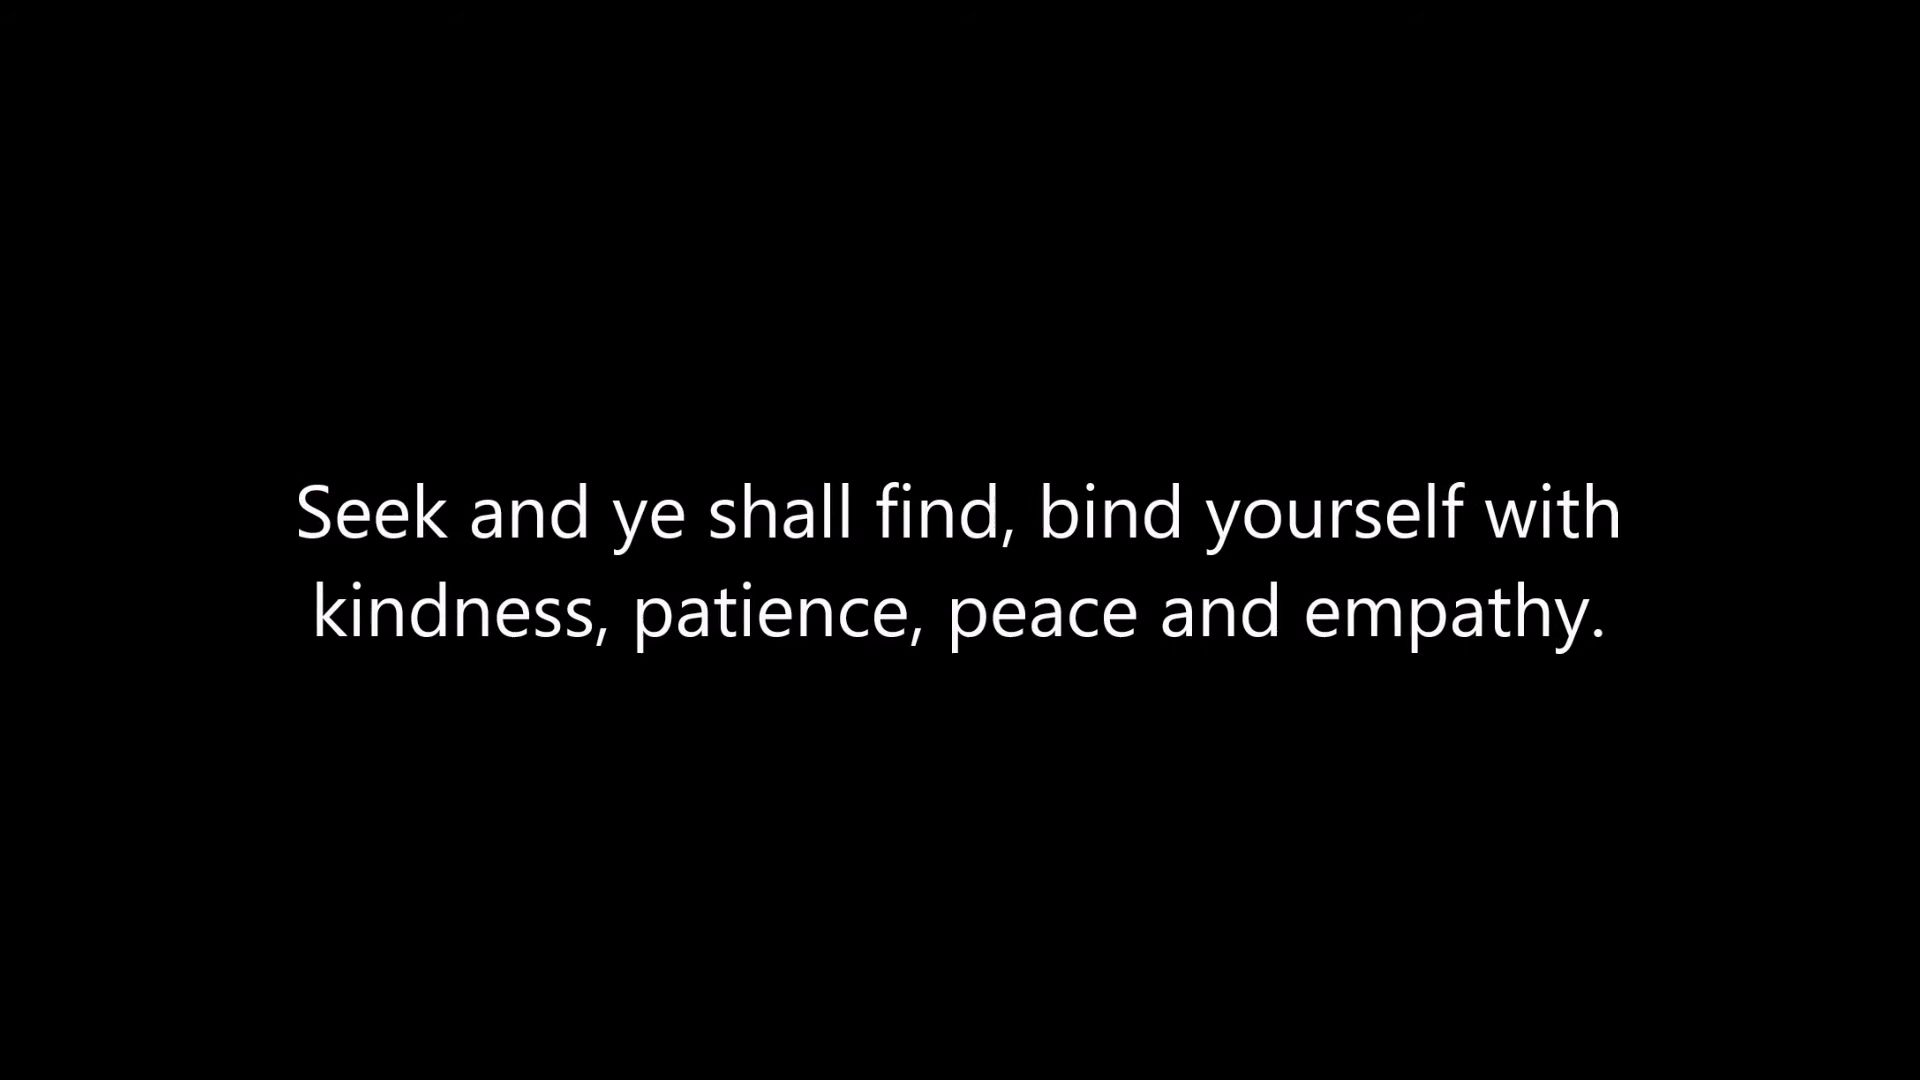 Seek and ye shall find, bind yourself with
kindness, patience, peace and empathy.